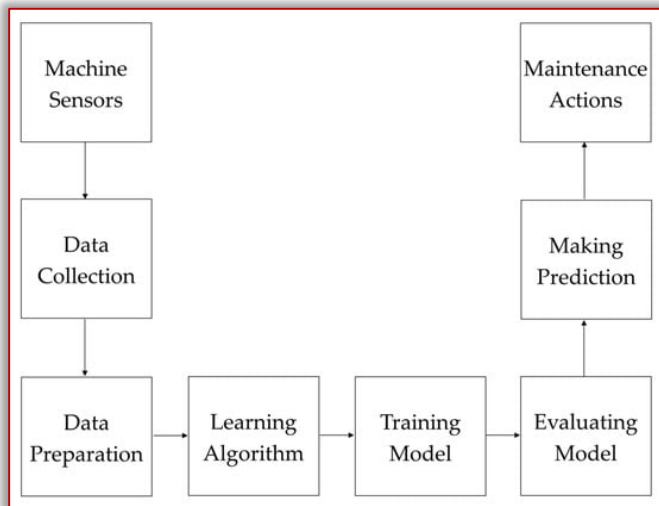 Machine
Sensors
Data
Collection
Data
Preparation
Learning
Algorithm
Training
Model
Evaluating
Model
Making
Prediction
Maintenance
Actions